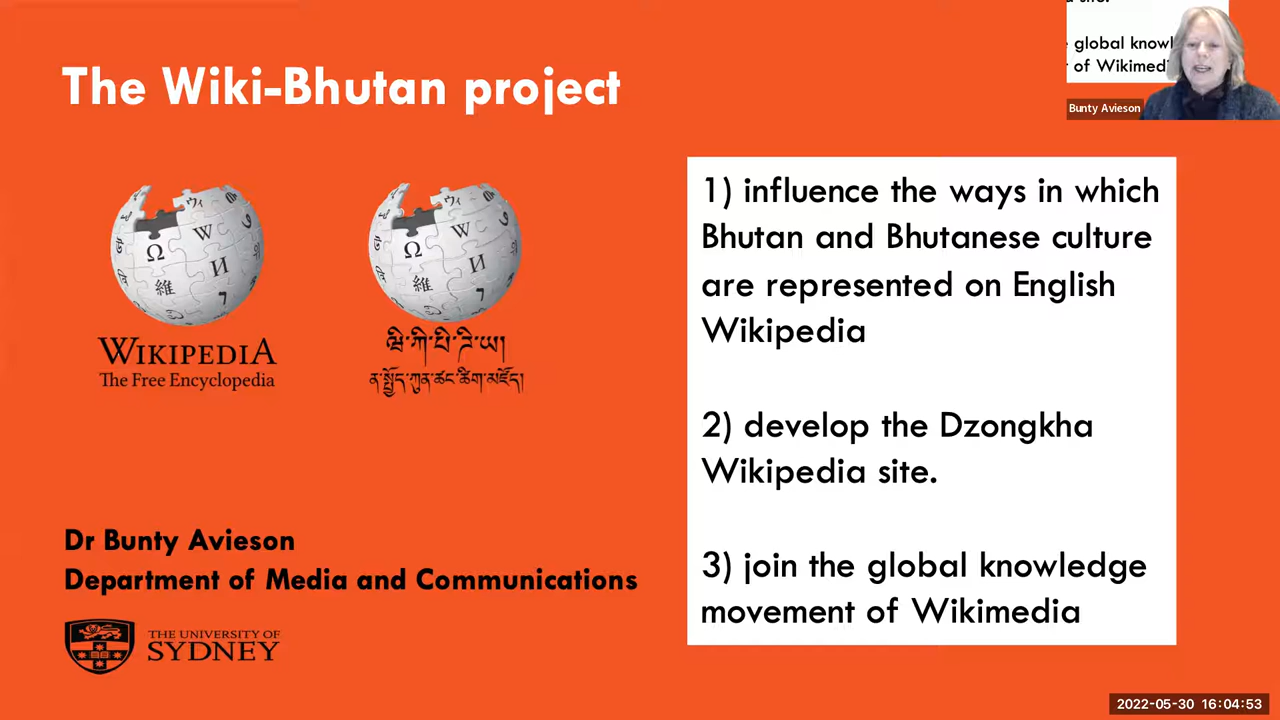 The Wiki-Bhutan project
global knowl
of Wikimedi
Bunty Avieson
WIKIPEDIA
The Free Encyclopedia
ཝི་ཀི་པི་ཌི་ཡ།
1) influence the ways in which
Bhutan and Bhutanese culture
are represented on English
Wikipedia
2) develop the Dzongkha
Wikipedia site.
3) join the global knowledge
movement of Wikimedia
Dr Bunty Avieson
Department of Media and Communications
THE UNIVERSITY OF
SYDNEY
2022-05-30 16:04:53